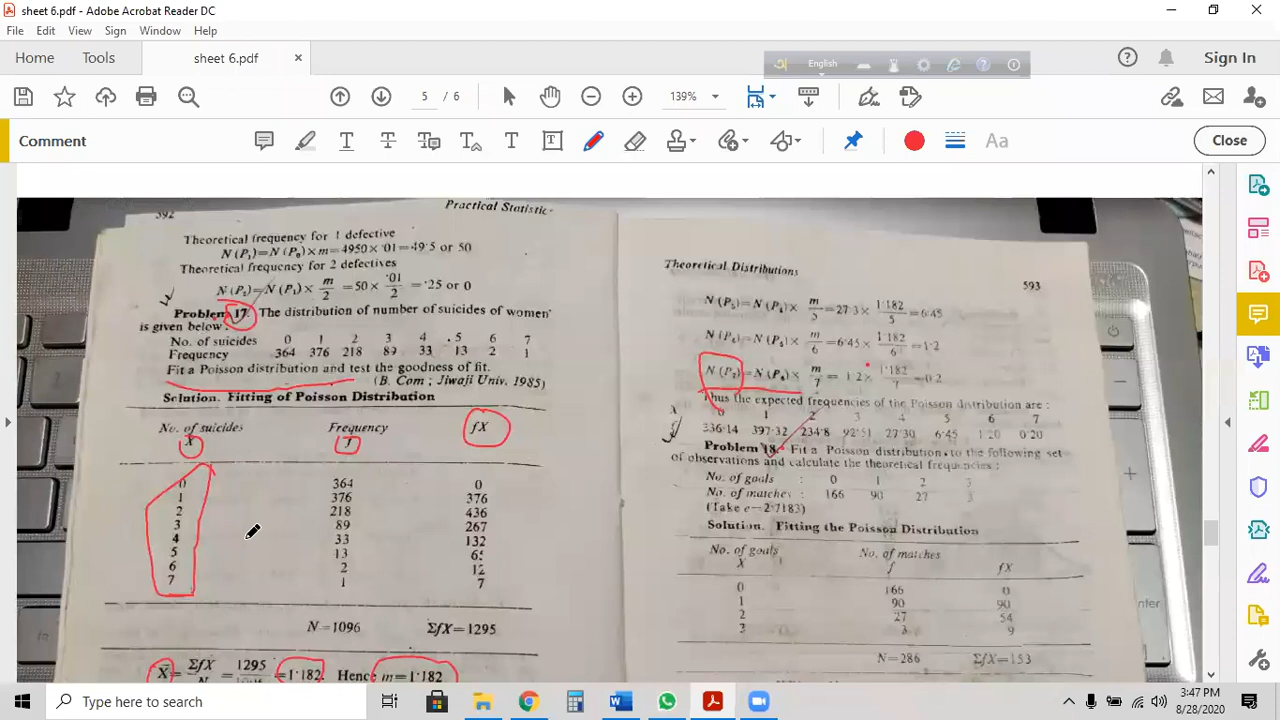 sheet 6.pdf - Adobe Acrobat Reader DC
File Edit View Sign Window Help
Home Tools sheet 6.pdf × English Sign In
5 / 6 139%
Comment Close
392 Practical Statistic
Theoretical frequency for 1 defective
N (P₁)=N (P₀)×m=4950×·01=49·5 or 50
Theoretical frequency for 2 defectives
N (P₂)=N (P₁)× m/2 =50× ·01/2 =·25 or 0
Problem 17. The distribution of number of suicides of women
is given below.
No. of suicides 0 1 2 3 4 5 6 7
Frequency 364 376 218 89 33 13 2 1
Fit a Poisson distribution and test the goodness of fit.
(B. Com ; Jiwaji Univ. 1985)
Solution. Fitting of Poisson Distribution
No. of suicides Frequency fX
X f
0 364 0
1 376 376
2 218 436
3 89 267
4 33 132
5 13 65
6 2 12
7 1 7
N=1096 ΣfX=1295
X̄= ΣfX/N = 1295 =1·182 Hence m=1·182
Theoretical Distributions 593
N (P₅)=N (P₄)× m/5 =27·3× 1·182/5 =6·45
=6·45× 1·182/6 =1·2
=N (P₆)× m/7 = 1·2× 1·182/7 =0·2
Thus the expected frequencies of the Poisson distribution are :
X 0 1 2 3 4 5 6 7
f 336·14 397·32 234·8 92·51 27·30 6·45 1·20 0·20
Problem 18. Fit a Poisson distribution to the following set
of observations and calculate the theoretical frequencies :
No. of goals : 0 1 2 3
No. of matches : 166 90 27 3
(Take e=2·7183)
Solution. Fitting the Poisson Distribution
No. of goals No. of matches
X f fX
0 166 0
1 90 90
2 27 54
3 3 9
N=286 ΣfX=153
enter
Type here to search
3:47 PM
8/28/2020